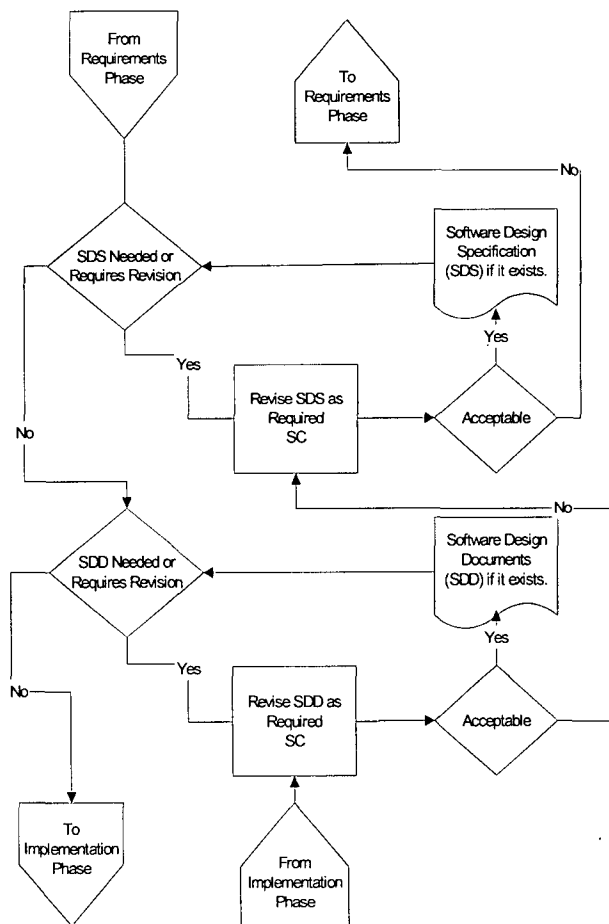 From
Requirements
Phase
To
Requirements
Phase
No
SDS Needed or
Requires Revision
Software Design
Specification
(SDS) if it exists.
Yes
Yes
Revise SDS as
Required
SC
Acceptable
No
No
SDD Needed or
Requires Revision
Software Design
Documents
(SDD) if it exists.
Yes
Yes
No
Revise SDD as
Required
SC
Acceptable
To
Implementation
Phase
From
Implementation
Phase